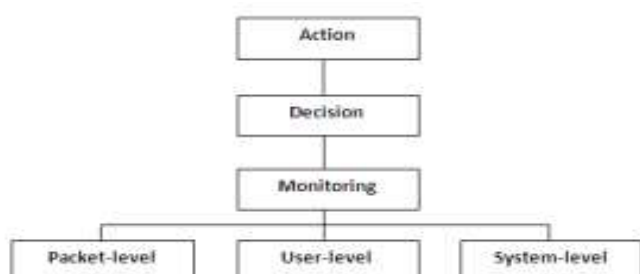 Action
Decision
Monitoring
Packet-level User-level System-level